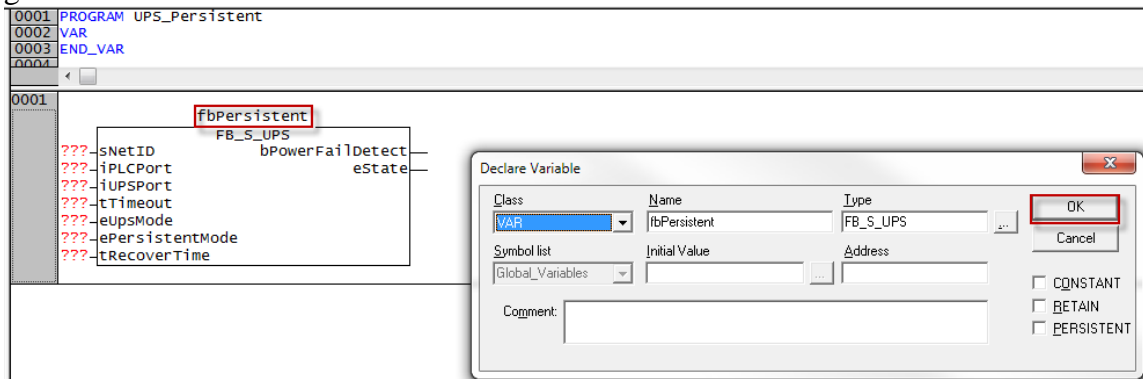 0001 PROGRAM UPS_Persistent
0002 VAR
0003 END_VAR
0004
0001
fbPersistent
FB_S_UPS
???-sNetID bPowerFailDetect
???-iPLCPort eState
???-iUPSPort
???-tTimeout
???-eUpsMode
???-ePersistentMode
???-tRecoverTime
Declare Variable
Class Name Type
VAR fbPersistent FB_S_UPS ... OK
Symbol list Initial Value Address Cancel
Global_Variables ...
CONSTANT
Comment: RETAIN
PERSISTENT